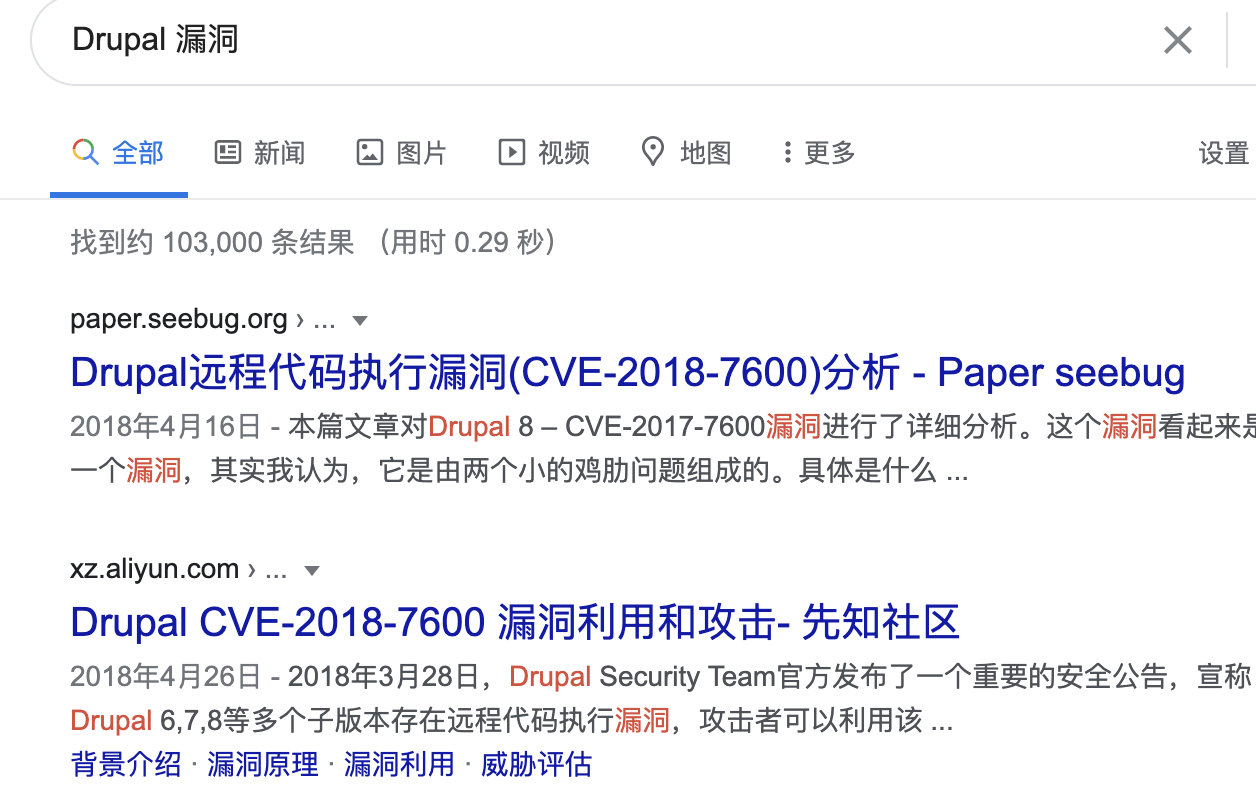 Drupal 漏洞
全部 新闻 图片 视频 地图 更多 设置
找到约 103,000 条结果 （用时 0.29 秒）
paper.seebug.org › ...
Drupal远程代码执行漏洞(CVE-2018-7600)分析 - Paper seebug
2018年4月16日 - 本篇文章对Drupal 8 – CVE-2017-7600漏洞进行了详细分析。这个漏洞看起来是
一个漏洞，其实我认为，它是由两个小的鸡肋问题组成的。具体是什么 ...
xz.aliyun.com › ...
Drupal CVE-2018-7600 漏洞利用和攻击- 先知社区
2018年4月26日 - 2018年3月28日，Drupal Security Team官方发布了一个重要的安全公告，宣称
Drupal 6,7,8等多个子版本存在远程代码执行漏洞，攻击者可以利用该 ...
背景介绍 · 漏洞原理 · 漏洞利用 · 威胁评估